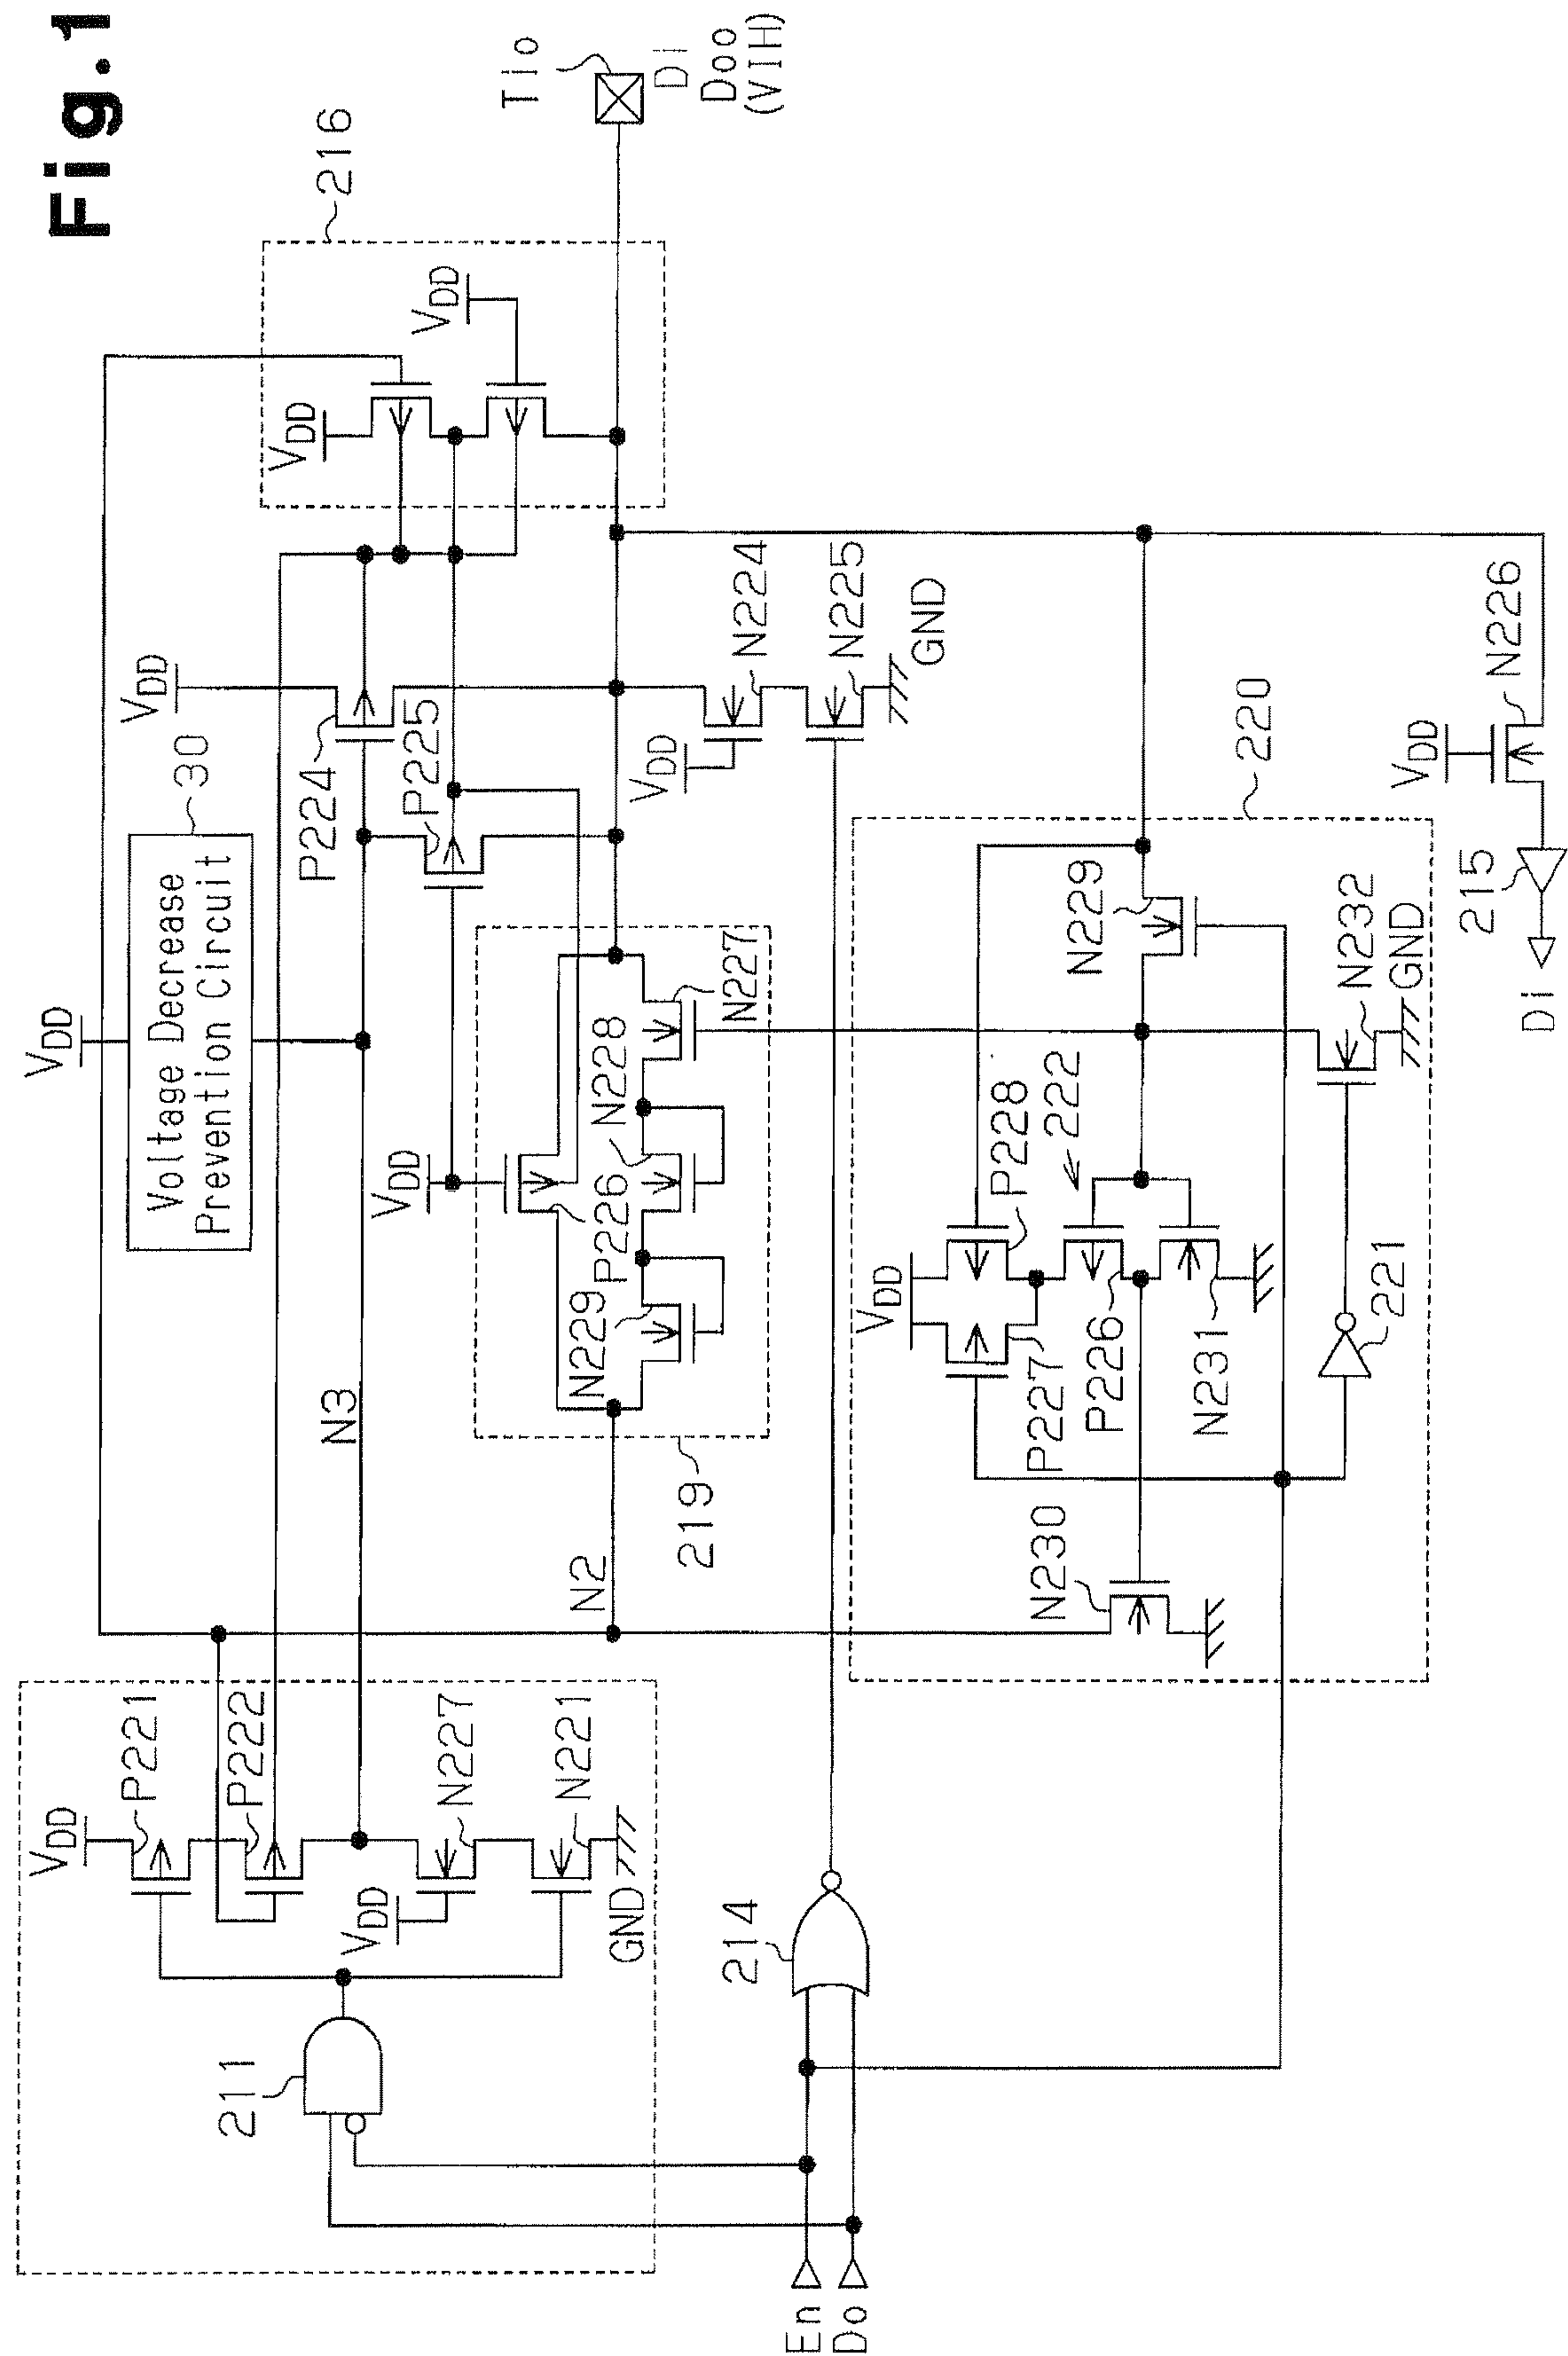 Fig.1
216
VDD
VDD
Tio
Di
Doo
(VIH)
VDD
30
Voltage Decrease
Prevention Circuit
VDD
P224
P225
VDD
N224
N225
GND
VDD
N3
P226
N227
N228
N229
219
N2
P221
P222
N227
N221
VDD
VDD
GND
211
214
En
Do
220
N229
P228
222
VDD
P227
P226
N231
N230
221
N232
GND
VDD
N226
215
Di